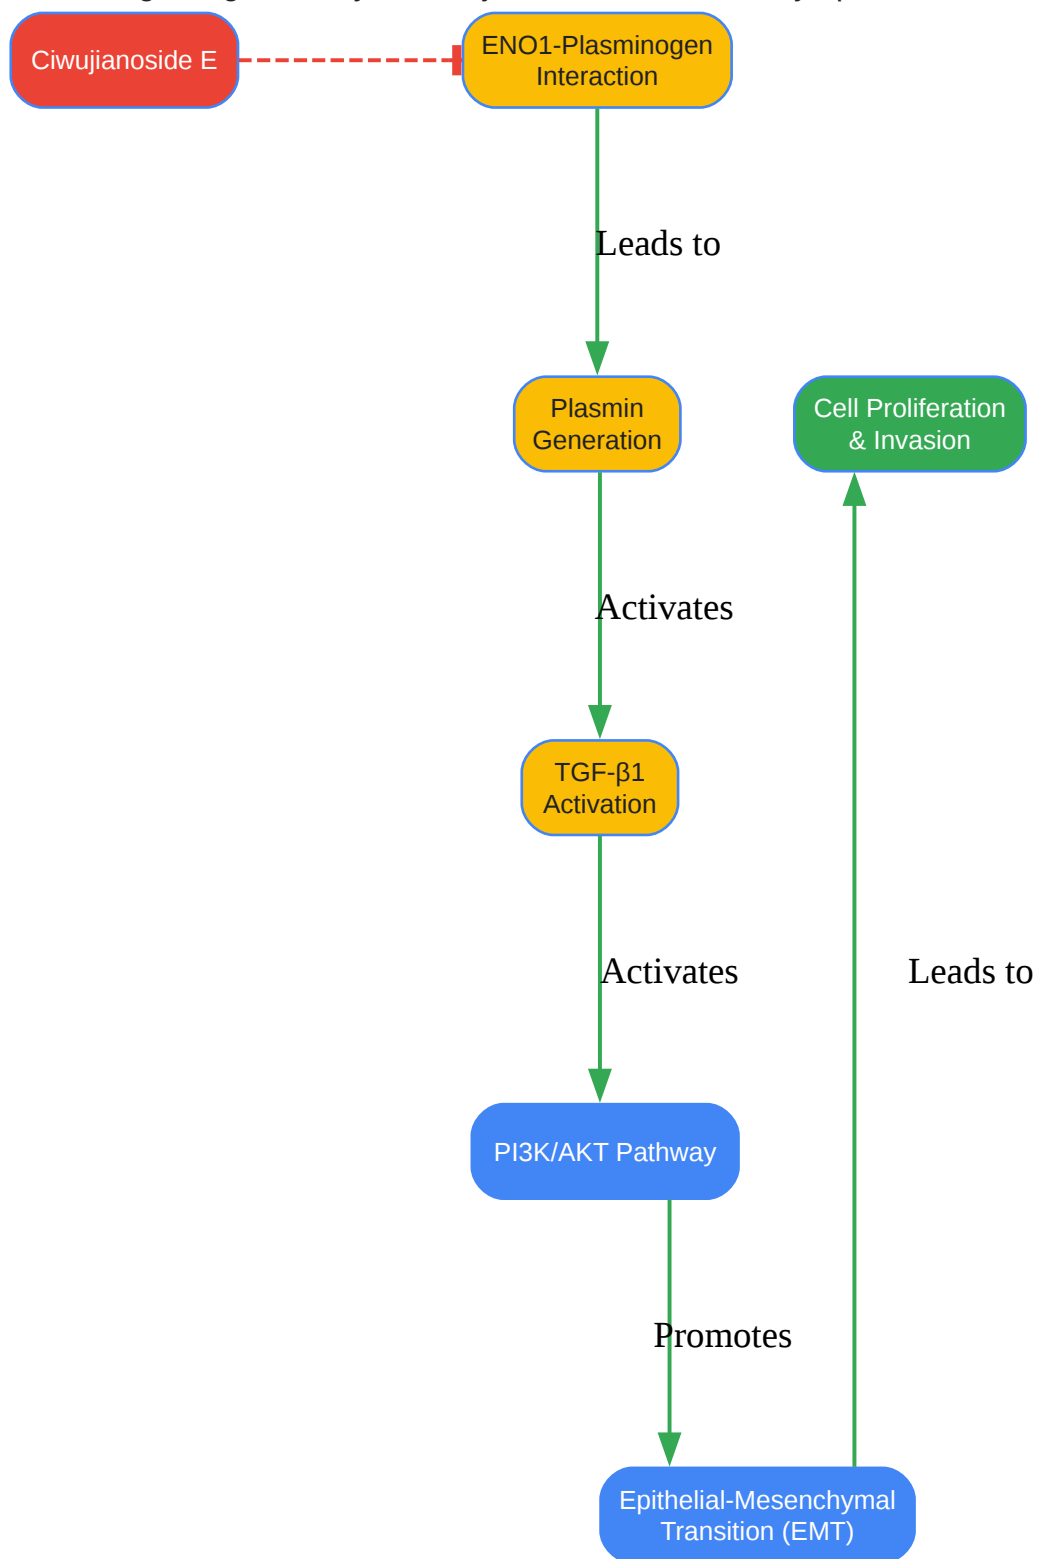 Ciwujianoside E
ENO1-Plasminogen
Interaction
Leads to
Plasmin
Generation
Cell Proliferation
& Invasion
Activates
TGF-β1
Activation
Activates
Leads to
PI3K/AKT Pathway
Promotes
Epithelial-Mesenchymal
Transition (EMT)